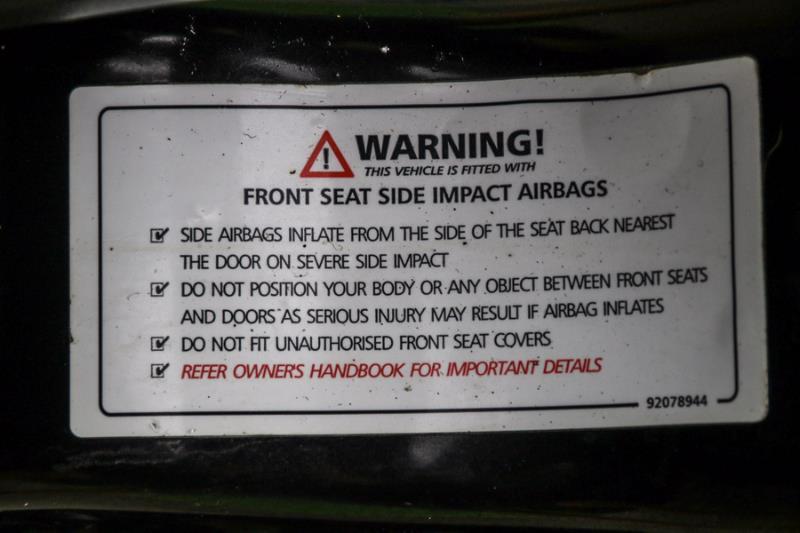 WARNING!
THIS VEHICLE IS FITTED WITH
FRONT SEAT SIDE IMPACT AIRBAGS
SIDE AIRBAGS INFLATE FROM THE SIDE OF THE SEAT BACK NEAREST
THE DOOR ON SEVERE SIDE IMPACT
DO NOT POSITION YOUR BODY OR ANY OBJECT BETWEEN FRONT SEATS
AND DOORS AS SERIOUS INJURY MAY RESULT IF AIRBAG INFLATES
DO NOT FIT UNAUTHORISED FRONT SEAT COVERS
REFER OWNER'S HANDBOOK FOR IMPORTANT DETAILS
92078944